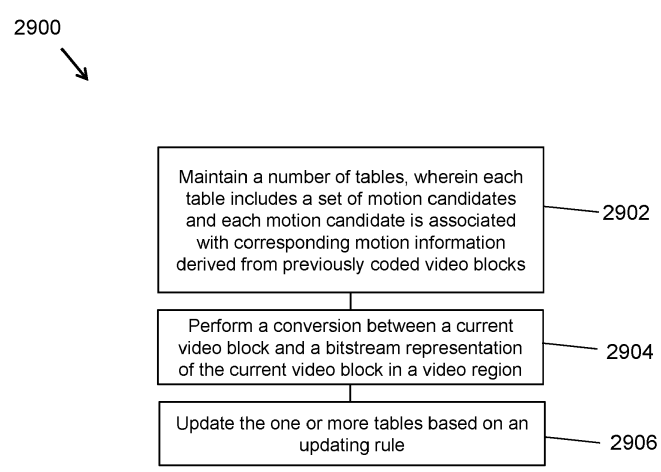 2900
Maintain a number of tables, wherein each
table includes a set of motion candidates
and each motion candidate is associated
with corresponding motion information
derived from previously coded video blocks
2902
Perform a conversion between a current
video block and a bitstream representation
of the current video block in a video region
2904
Update the one or more tables based on an
updating rule
2906